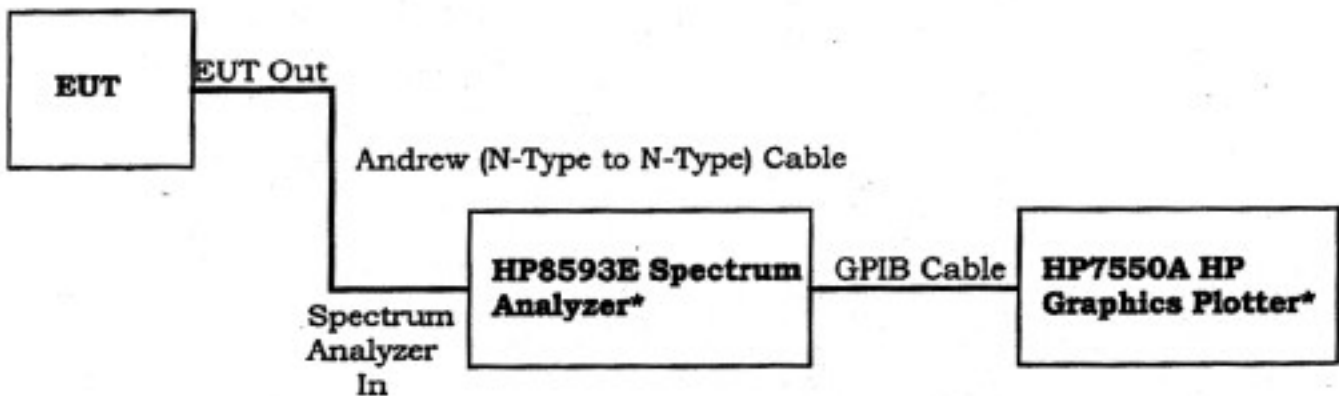 EUT
EUT Out
Andrew (N-Type to N-Type) Cable
Spectrum
Analyzer
In
HP8593E Spectrum
Analyzer*
GPIB Cable
HP7550A HP
Graphics Plotter*